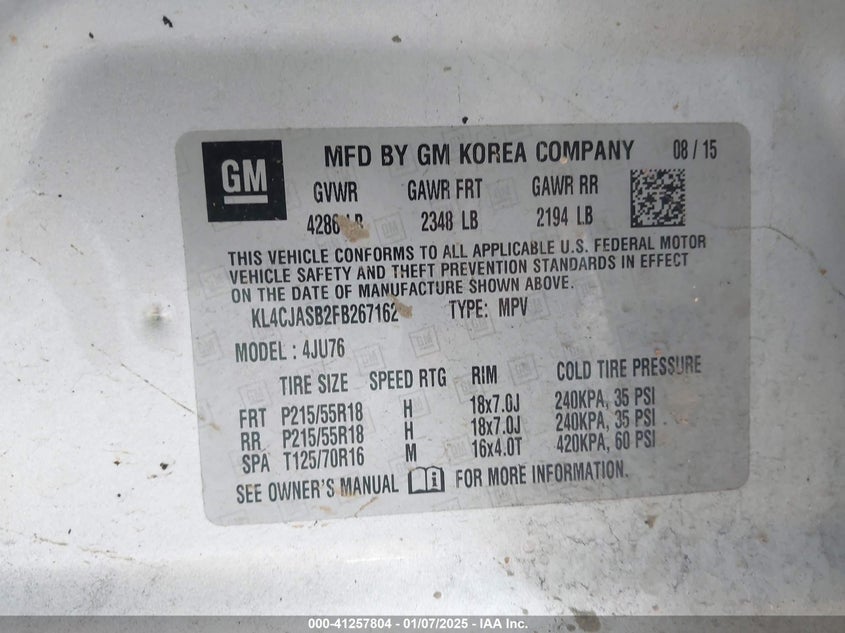 GM
MFD BY GM KOREA COMPANY 08 / 15
GVWR GAWR FRT GAWR RR
4286 LB 2348 LB 2194 LB
THIS VEHICLE CONFORMS TO ALL APPLICABLE U.S. FEDERAL MOTOR
VEHICLE SAFETY AND THEFT PREVENTION STANDARDS IN EFFECT
ON THE DATE OF MANUFACTURE SHOWN ABOVE.
KL4CJASB2FB267162 TYPE: MPV
MODEL : 4JU76
TIRE SIZE SPEED RTG RIM COLD TIRE PRESSURE
FRT P215/55R18 H 18x7.0J 240KPA, 35 PSI
RR P215/55R18 H 18x7.0J 240KPA, 35 PSI
SPA T125/70R16 M 16x4.0T 420KPA, 60 PSI
SEE OWNER'S MANUAL FOR MORE INFORMATION.
000-41257804 | 01/07/2025 - IAA Inc.